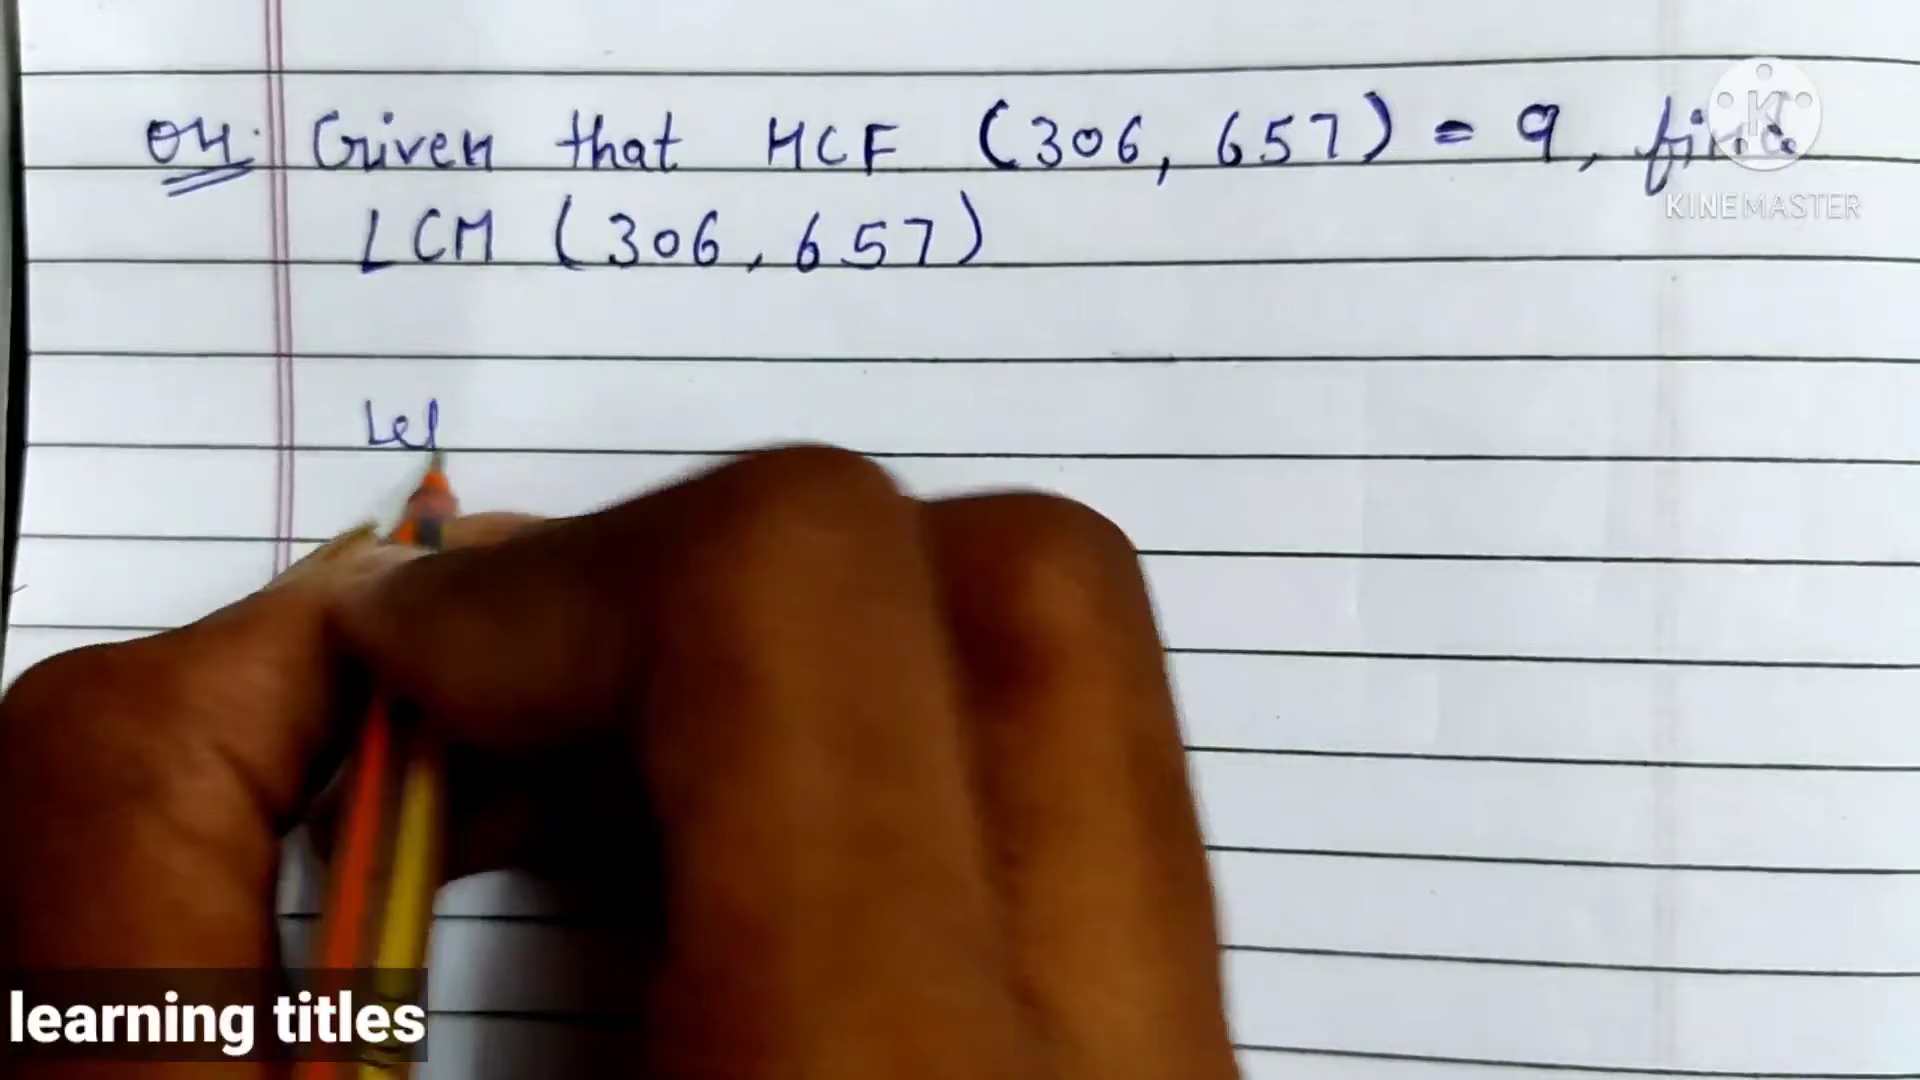 Q4. Given that HCF (306, 657) = 9, find
KINEMASTER
LCM (306, 657)
Let
learning titles